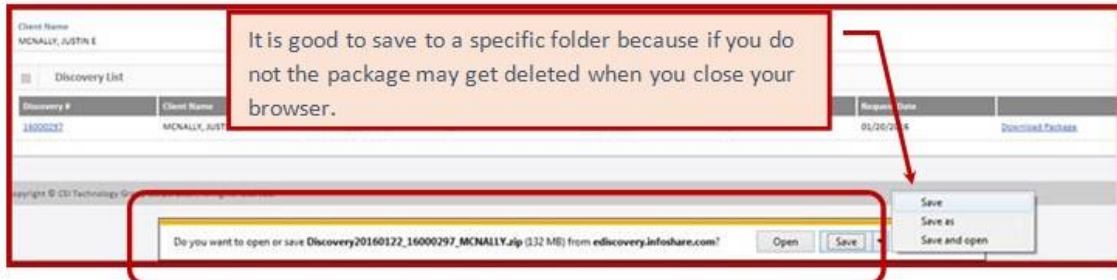 Client Name
MCNALLY, JUSTIN E
It is good to save to a specific folder because if you do
not the package may get deleted when you close your
browser.
Discovery List
Discovery # Client Name Request Date
16000297 MCNALLY, JUST 01/20/2016 Download Package
opyright © CSI Technology
Save
Save as
Save and open
Do you want to open or save Discovery20160122_16000297_MCNALLY.zip (132 MB) from ediscovery.infoshare.com? Open Save